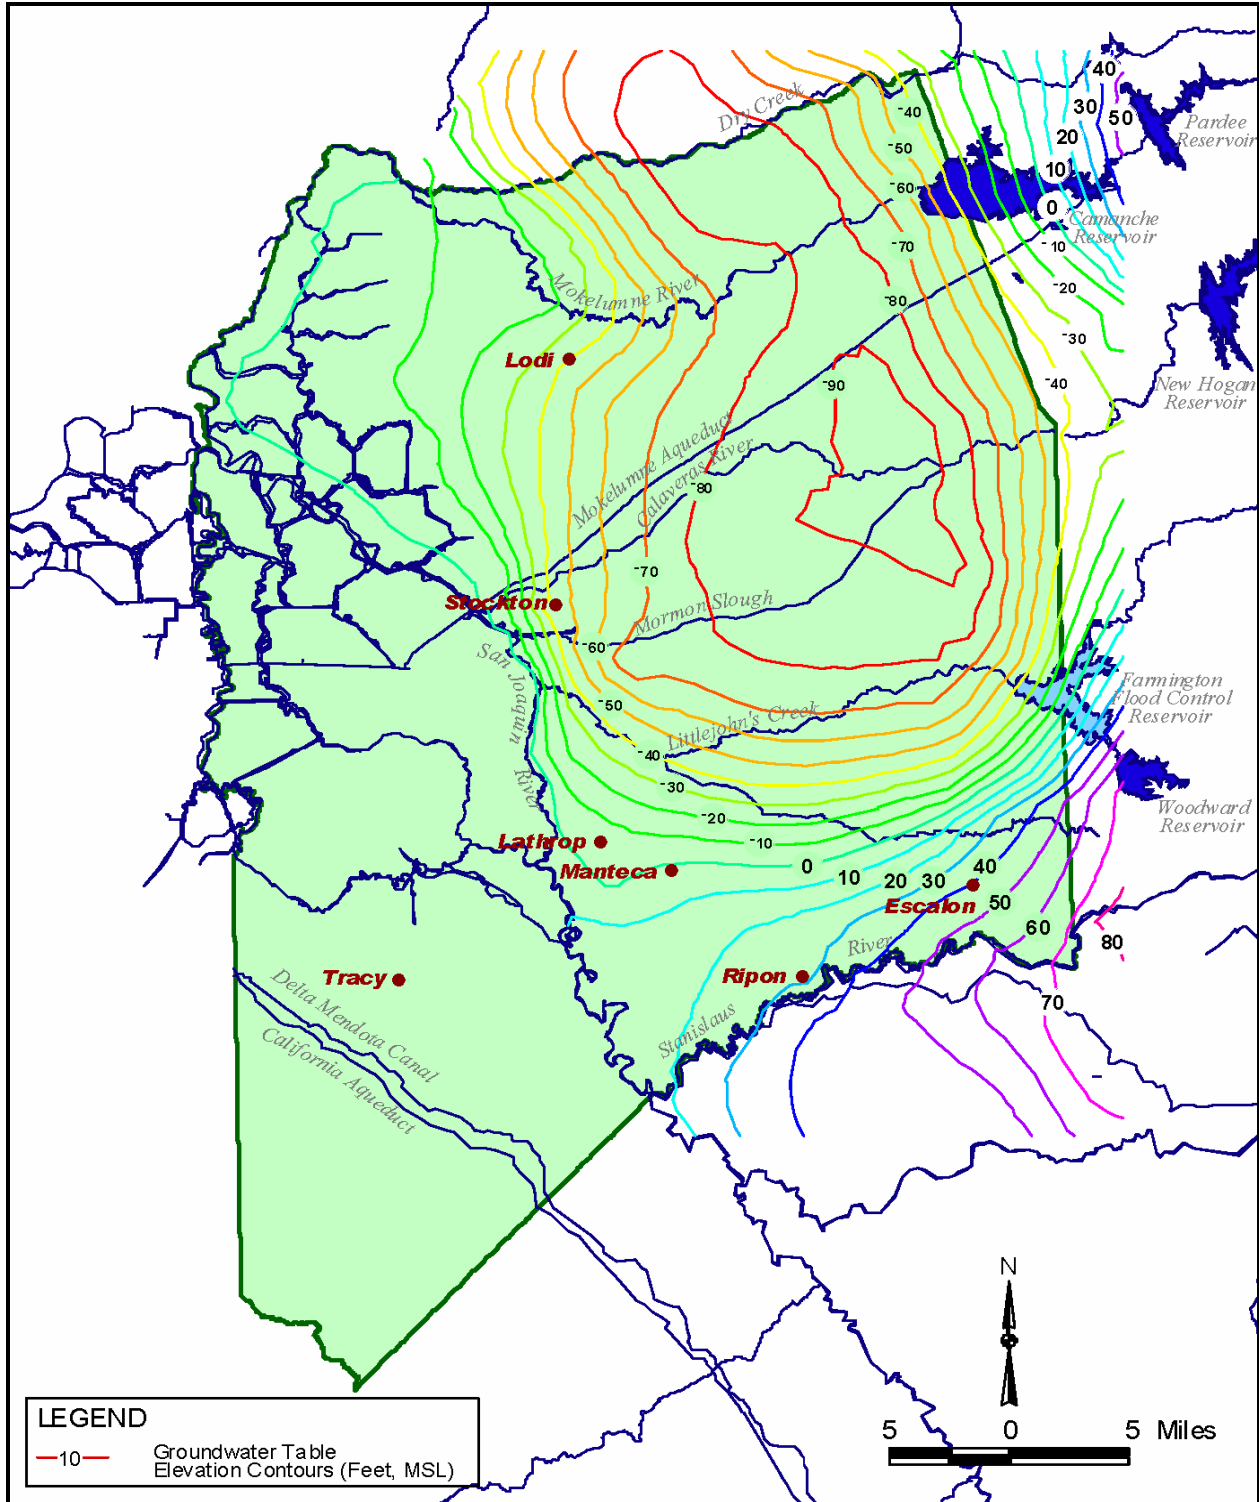 40
30
50
20
10
0
-10
-20
-30
-40
Pardee
Reservoir
Camanche
Reservoir
New Hogan
Reservoir
Dry Creek
-40
-50
-60
-70
-80
-90
Mokelumne River
Lodi
Mokelumne Aqueduct
Calaveras River
-80
-70
Stockton
Mormon Slough
-60
San Joaquin
River
-50
Littlejohn's Creek
-40
-30
-20
-10
0
10
20
30
40
50
60
70
80
Farmington
Flood Control
Reservoir
Woodward
Reservoir
Lathrop
Manteca
Escalon
Ripon
Stanislaus
River
Tracy
Delta Mendota Canal
California Aqueduct
N
5 0 5 Miles
LEGEND
10
Groundwater Table
Elevation Contours (Feet, MSL)